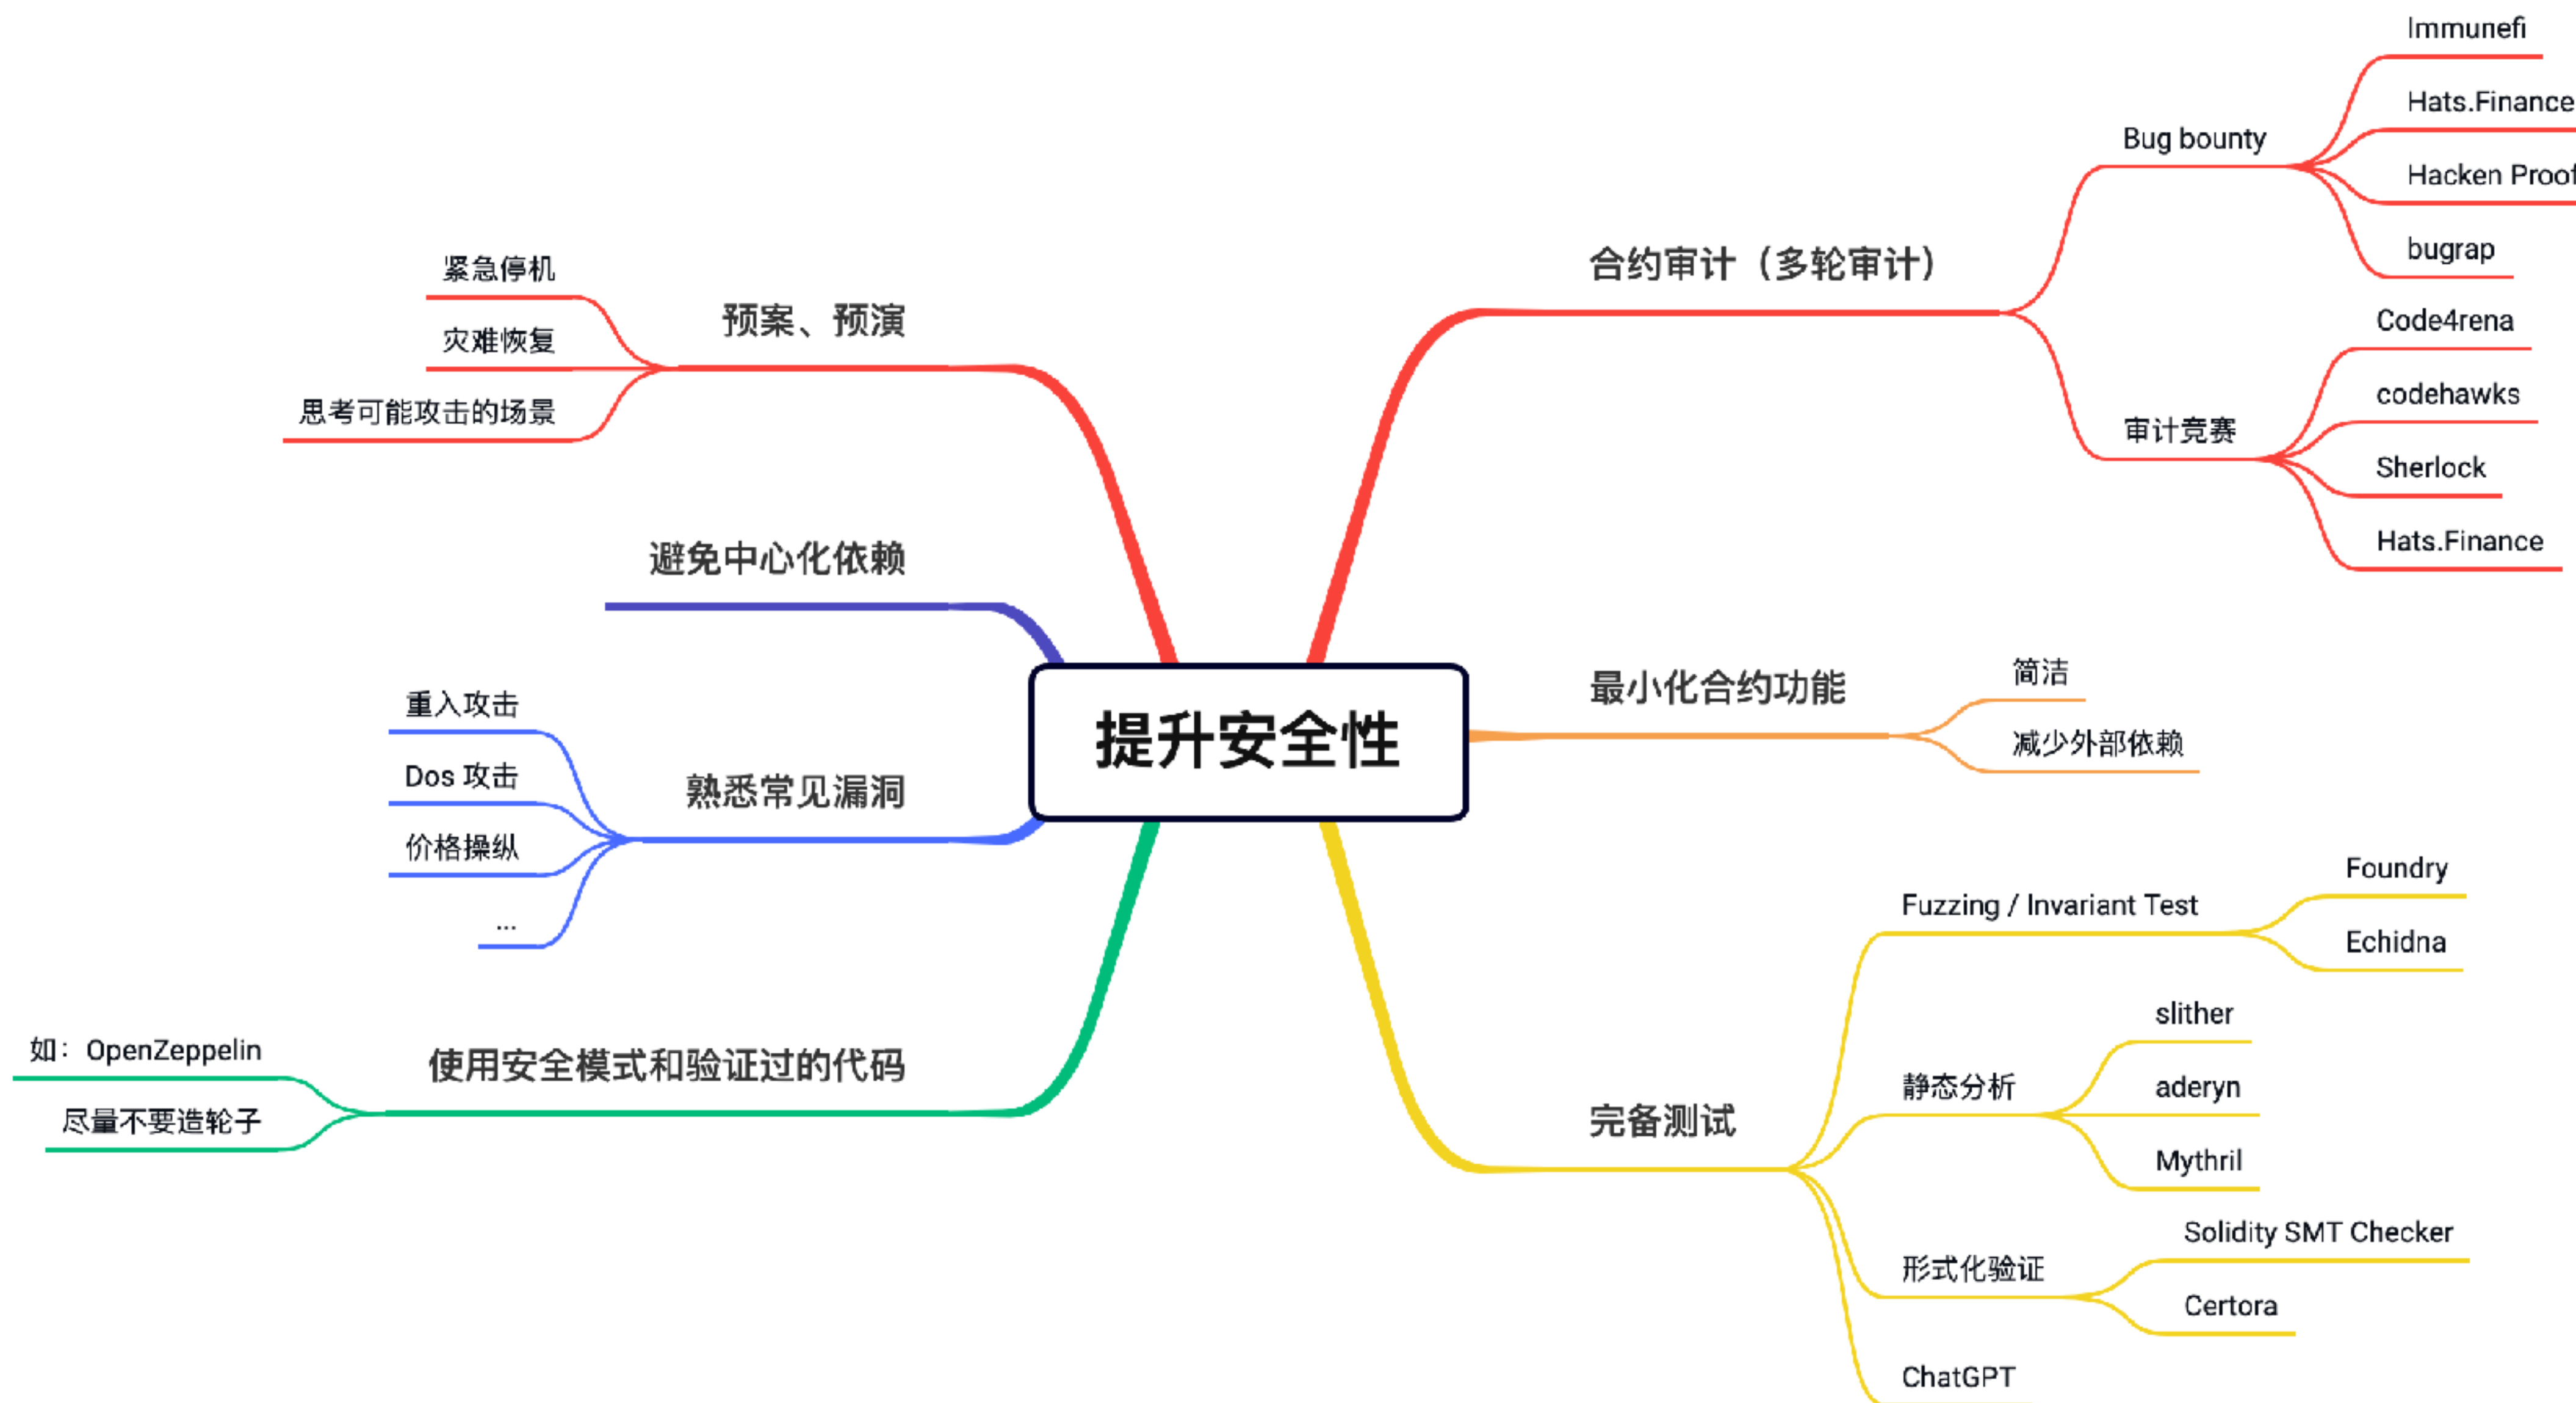 提升安全性
合约审计（多轮审计）
Bug bounty
Immunefi
Hats.Finance
Hacken Proof
bugrap
审计竞赛
Code4rena
codehawks
Sherlock
Hats.Finance
最小化合约功能
简洁
减少外部依赖
完备测试
Fuzzing / Invariant Test
Foundry
Echidna
静态分析
slither
aderyn
Mythril
形式化验证
Solidity SMT Checker
Certora
ChatGPT
预案、预演
紧急停机
灾难恢复
思考可能攻击的场景
避免中心化依赖
熟悉常见漏洞
重入攻击
Dos 攻击
价格操纵
...
使用安全模式和验证过的代码
如：OpenZeppelin
尽量不要造轮子